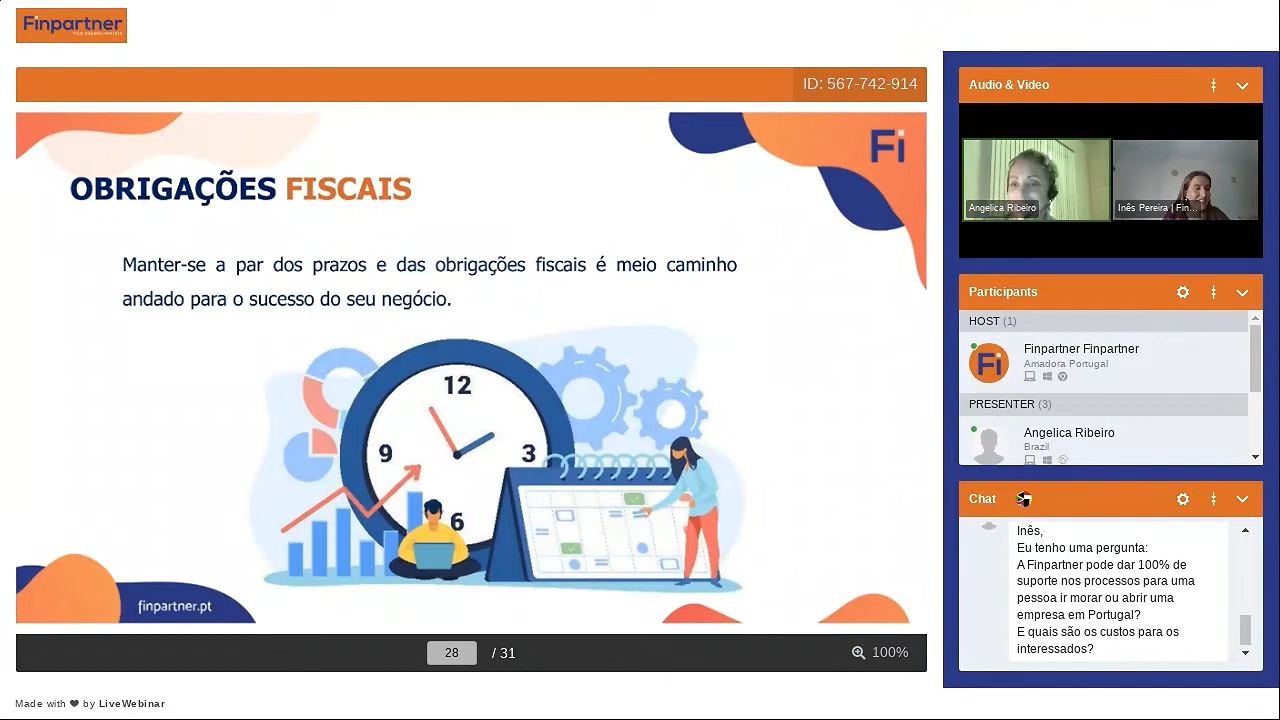 Finpartner
ID: 567-742-914
Fi
OBRIGAÇÕES FISCAIS
Manter-se a par dos prazos e das obrigações fiscais é meio caminho
andado para o sucesso do seu negócio.
12
9
3
6
finpartner.pt
28 / 31
100%
Made with ❤ by LiveWebinar
Audio & Video
Angelica Ribeiro
Inês Pereira | Fin...
Participants
HOST (1)
Fi
Finpartner Finpartner
Amadora Portugal
PRESENTER (3)
Angelica Ribeiro
Brazil
Chat
Inês,
Eu tenho uma pergunta:
A Finpartner pode dar 100% de
suporte nos processos para uma
pessoa ir morar ou abrir uma
empresa em Portugal?
E quais são os custos para os
interessados?